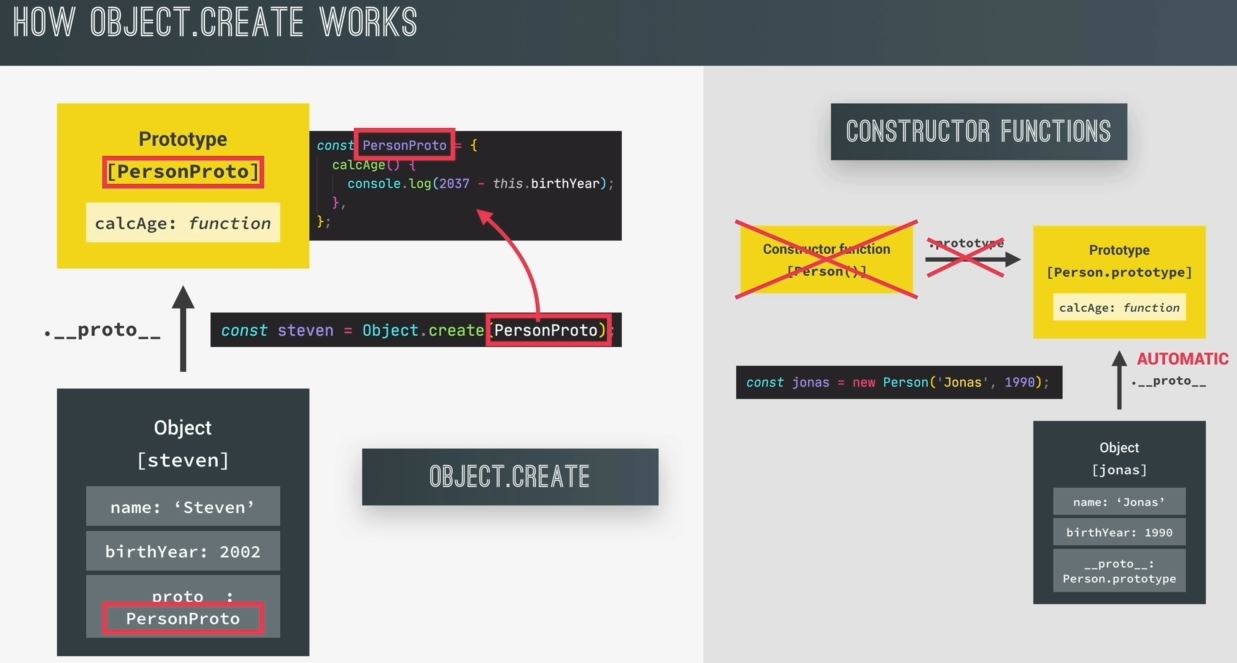 HOW OBJECT.CREATE WORKS
Prototype
[PersonProto]
calcAge: function
const PersonProto = {
calcAge() {
console.log(2037 - this.birthYear);
},
};
.__proto__
const steven = Object.create(PersonProto);
Object
[steven]
name: ‘Steven’
birthYear: 2002
__proto__:
PersonProto
OBJECT.CREATE
CONSTRUCTOR FUNCTIONS
Constructor function
[Person()]
.prototype
Prototype
[Person.prototype]
calcAge: function
AUTOMATIC
.__proto__
const jonas = new Person('Jonas', 1990);
Object
[jonas]
name: ‘Jonas’
birthYear: 1990
__proto__:
Person.prototype